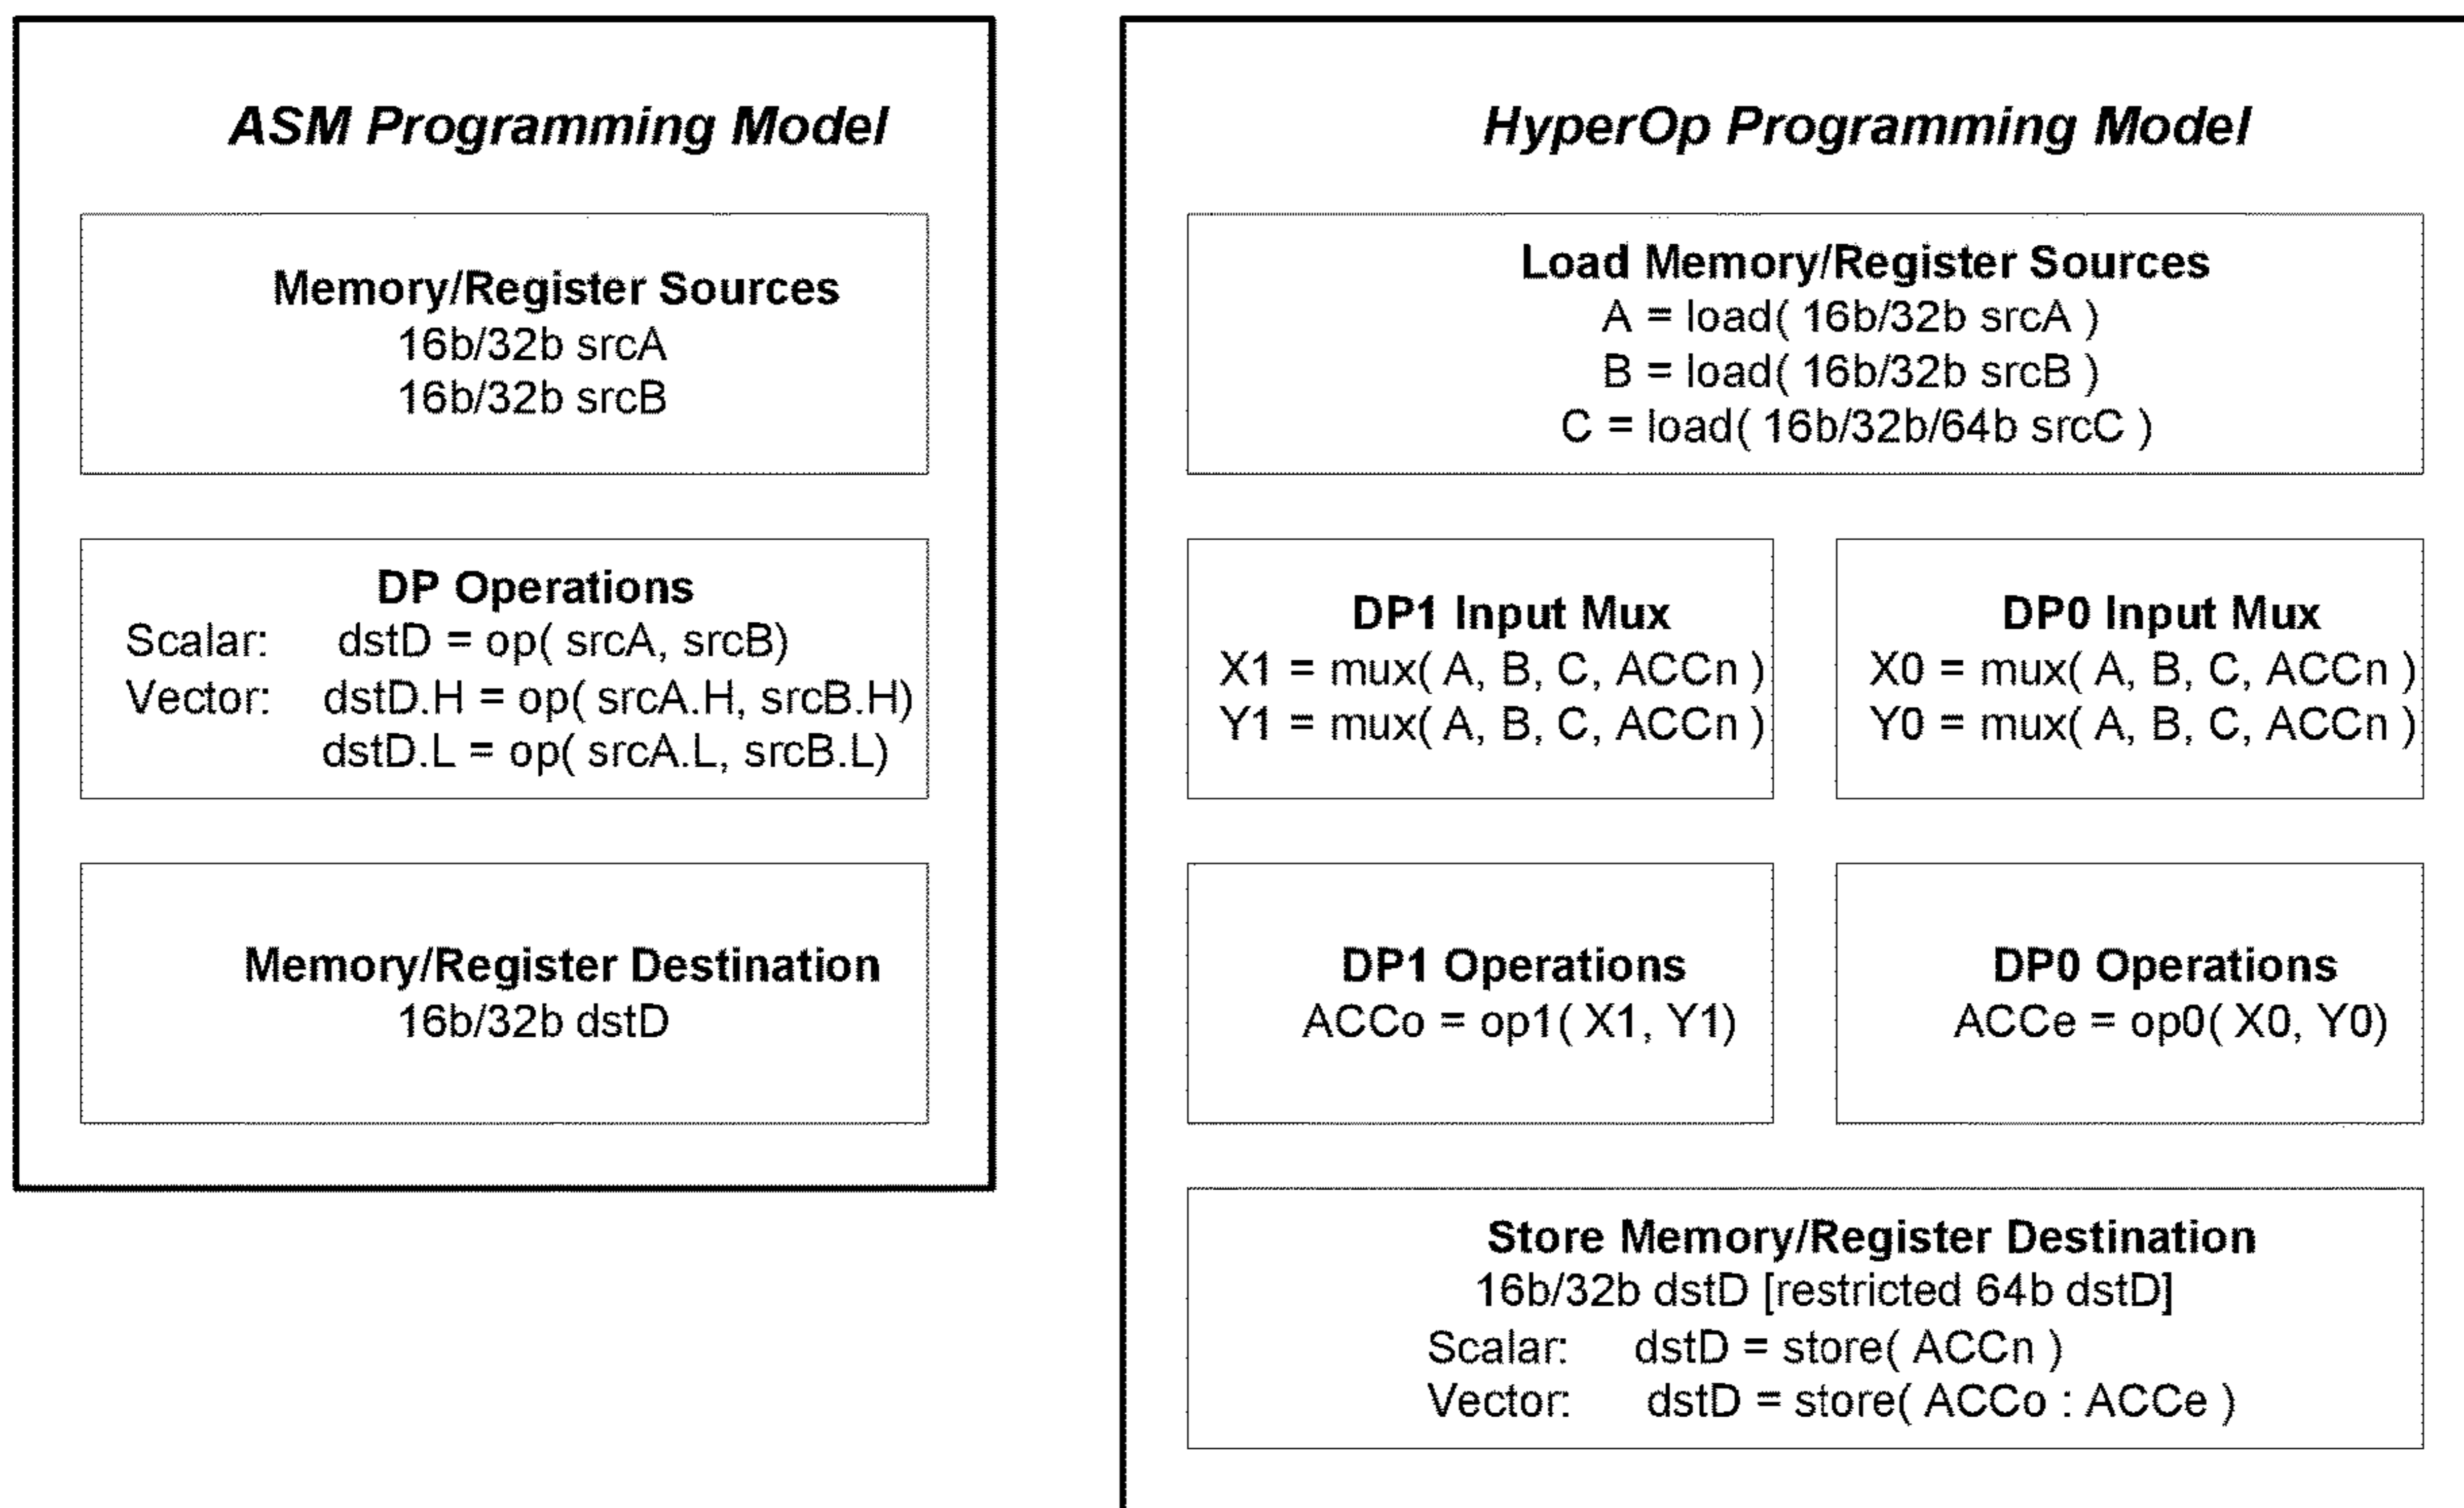 ASM Programming Model
Memory/Register Sources
16b/32b srcA
16b/32b srcB
DP Operations
Scalar: dstD = op( srcA, srcB)
Vector: dstD.H = op( srcA.H, srcB.H)
dstD.L = op( srcA.L, srcB.L)
Memory/Register Destination
16b/32b dstD
HyperOp Programming Model
Load Memory/Register Sources
A = load( 16b/32b srcA )
B = load( 16b/32b srcB )
C = load( 16b/32b/64b srcC )
DP1 Input Mux
X1 = mux( A, B, C, ACCn )
Y1 = mux( A, B, C, ACCn )
DP0 Input Mux
X0 = mux( A, B, C, ACCn )
Y0 = mux( A, B, C, ACCn )
DP1 Operations
ACCo = op1( X1, Y1)
DP0 Operations
ACCe = op0( X0, Y0)
Store Memory/Register Destination
16b/32b dstD [restricted 64b dstD]
Scalar: dstD = store( ACCn )
Vector: dstD = store( ACCo : ACCe )